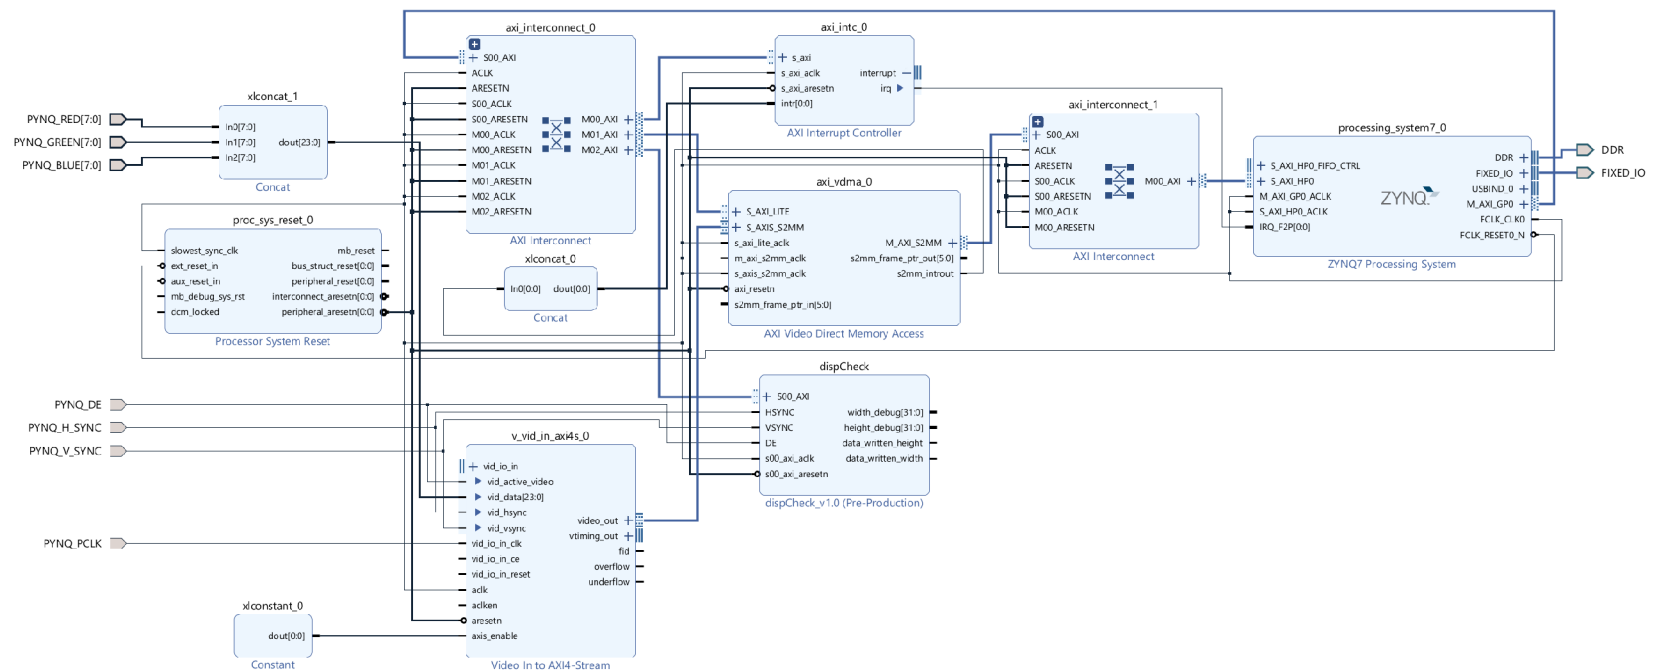 PYNQ_RED[7:0]
PYNQ_GREEN[7:0]
PYNQ_BLUE[7:0]
xlconcat_1
In0[7:0]
In1[7:0]
In2[7:0]
dout[23:0]
Concat
proc_sys_reset_0
slowest_sync_clk
ext_reset_in
aux_reset_in
mb_debug_sys_rst
dcm_locked
mb_reset
bus_struct_reset[0:0]
peripheral_reset[0:0]
interconnect_aresetn[0:0]
peripheral_aresetn[0:0]
Processor System Reset
PYNQ_DE
PYNQ_H_SYNC
PYNQ_V_SYNC
PYNQ_PCLK
xlconstant_0
dout[0:0]
Constant
axi_interconnect_0
S00_AXI
ACLK
ARESETN
S00_ACLK
S00_ARESETN
M00_ACLK
M00_ARESETN
M01_ACLK
M01_ARESETN
M02_ACLK
M02_ARESETN
M00_AXI
M01_AXI
M02_AXI
AXI Interconnect
xlconcat_0
In0[0:0]
dout[0:0]
Concat
v_vid_in_axi4s_0
vid_io_in
vid_active_video
vid_data[23:0]
vid_hsync
vid_vsync
vid_io_in_clk
vid_io_in_ce
vid_io_in_reset
aclk
aclken
aresetn
axis_enable
video_out
vtiming_out
fid
overflow
underflow
Video In to AXI4-Stream
axi_intc_0
s_axi
s_axi_aclk
s_axi_aresetn
intr[0:0]
interrupt
irq
AXI Interrupt Controller
axi_vdma_0
S_AXI_LITE
S_AXIS_S2MM
s_axi_lite_aclk
m_axi_s2mm_aclk
s_axis_s2mm_aclk
axi_resetn
s2mm_frame_ptr_in[5:0]
M_AXI_S2MM
s2mm_frame_ptr_out[5:0]
s2mm_introut
AXI Video Direct Memory Access
dispCheck
S00_AXI
HSYNC
VSYNC
DE
s00_axi_aclk
s00_axi_aresetn
width_debug[31:0]
height_debug[31:0]
data_written_height
data_written_width
dispCheck_v1.0 (Pre-Production)
axi_interconnect_1
S00_AXI
ACLK
ARESETN
S00_ACLK
S00_ARESETN
M00_ACLK
M00_ARESETN
M00_AXI
AXI Interconnect
processing_system7_0
S_AXI_HP0_FIFO_CTRL
S_AXI_HP0
M_AXI_GP0_ACLK
S_AXI_HP0_ACLK
IRQ_F2P[0:0]
ZYNQ
DDR
FIXED_IO
USBIND_0
M_AXI_GP0
FCLK_CLK0
FCLK_RESET0_N
ZYNQ7 Processing System
DDR
FIXED_IO